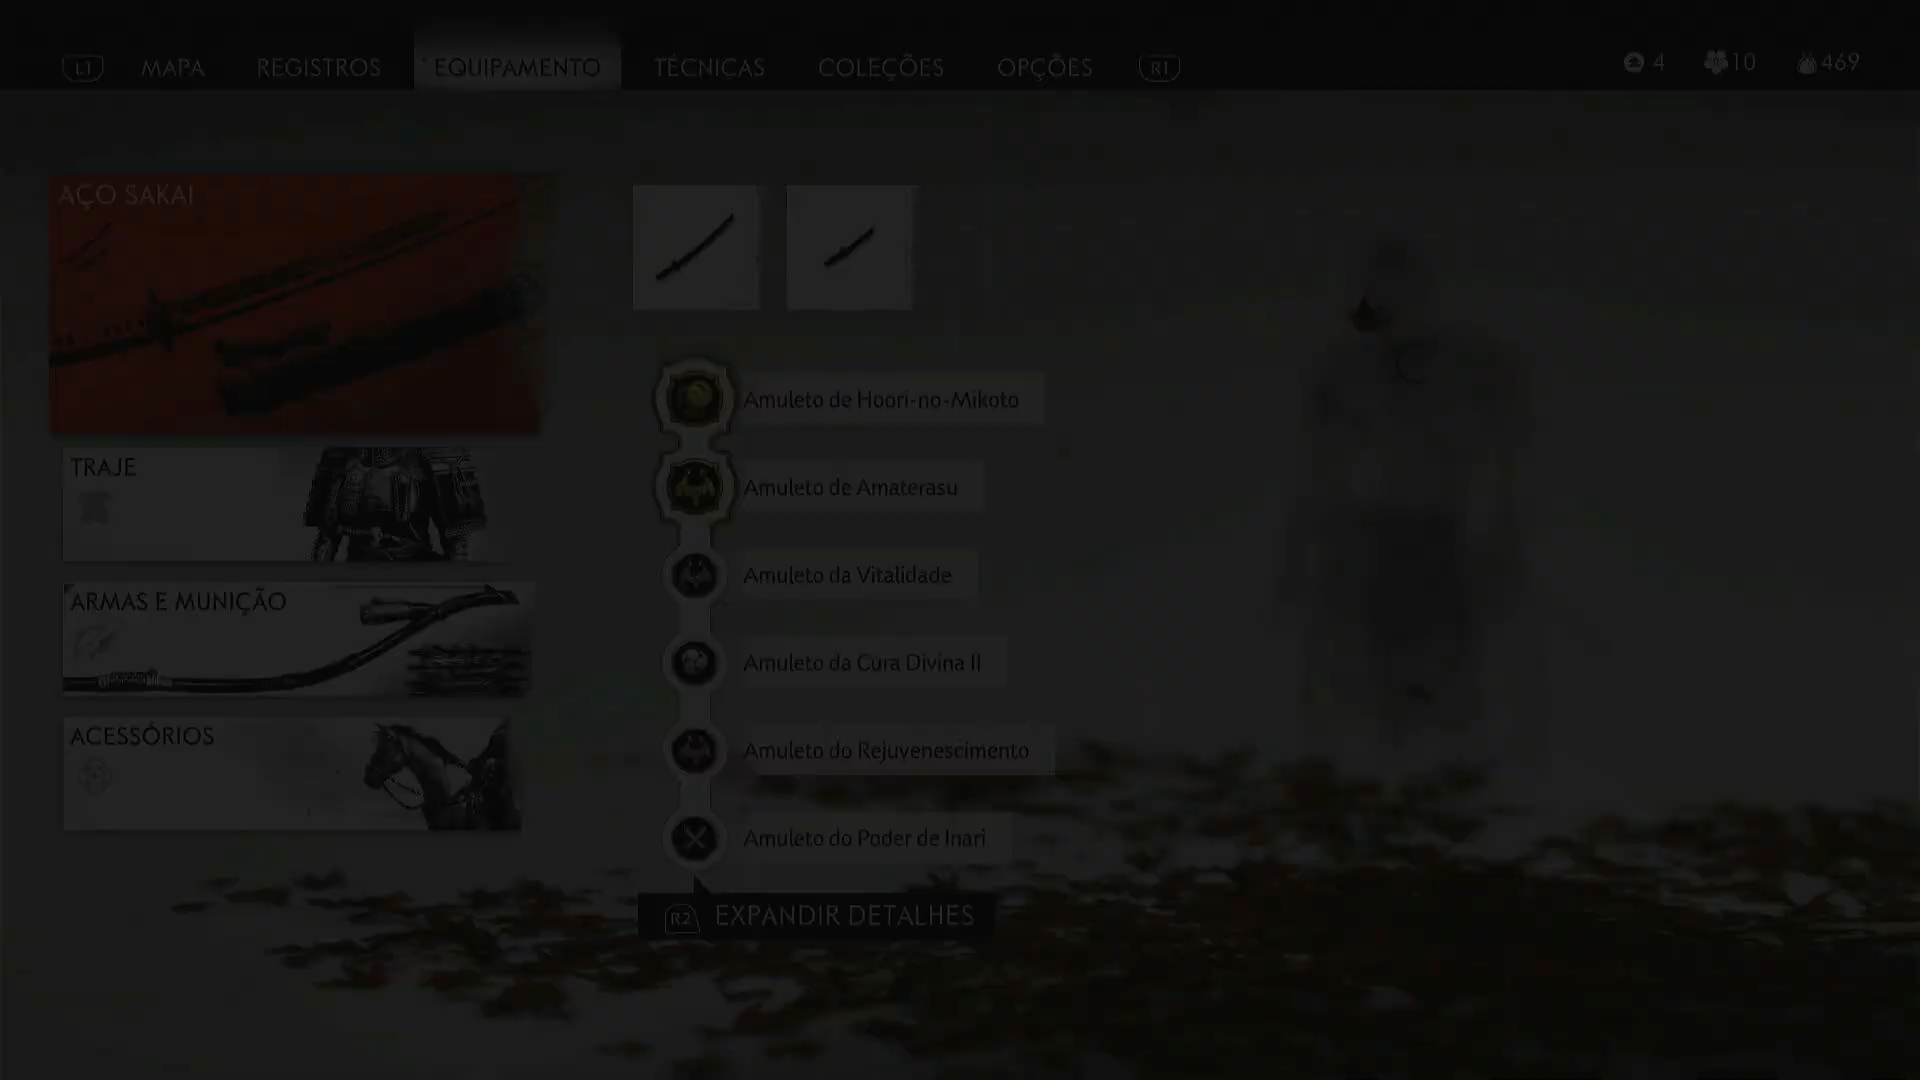 L1 MAPA REGISTROS EQUIPAMENTO TÉCNICAS COLEÇÕES OPÇÕES R1 4 10 469
AÇO SAKAI
TRAJE
ARMAS E MUNIÇÃO
ACESSÓRIOS
Amuleto de Hoori-no-Mikoto
Amuleto de Amaterasu
Amuleto da Vitalidade
Amuleto da Cura Divina II
Amuleto do Rejuvenescimento
Amuleto do Poder de Inari
R2 EXPANDIR DETALHES